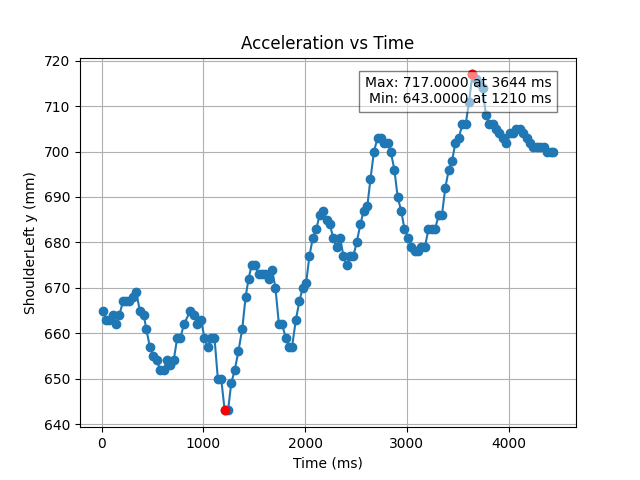 Acceleration vs Time
720
710
700
690
680
670
660
650
640
ShoulderLeft y (mm)
Max: 717.0000 at 3644 ms
Min: 643.0000 at 1210 ms
0 1000 2000 3000 4000
Time (ms)